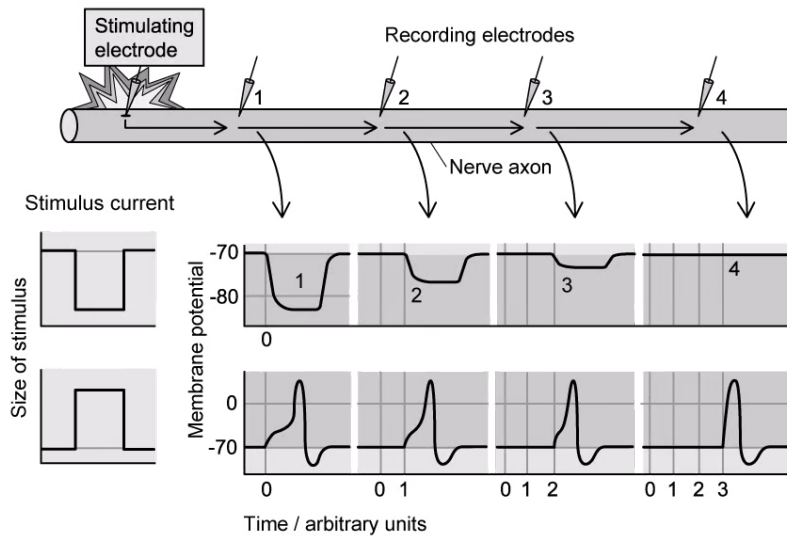 Stimulating
electrode
Recording electrodes
1 2 3 4
Nerve axon
Stimulus current
Size of stimulus
Membrane potential
-70
-80
1
2
3
4
0
0
-70
0 0 1 0 1 2 0 1 2 3
Time / arbitrary units